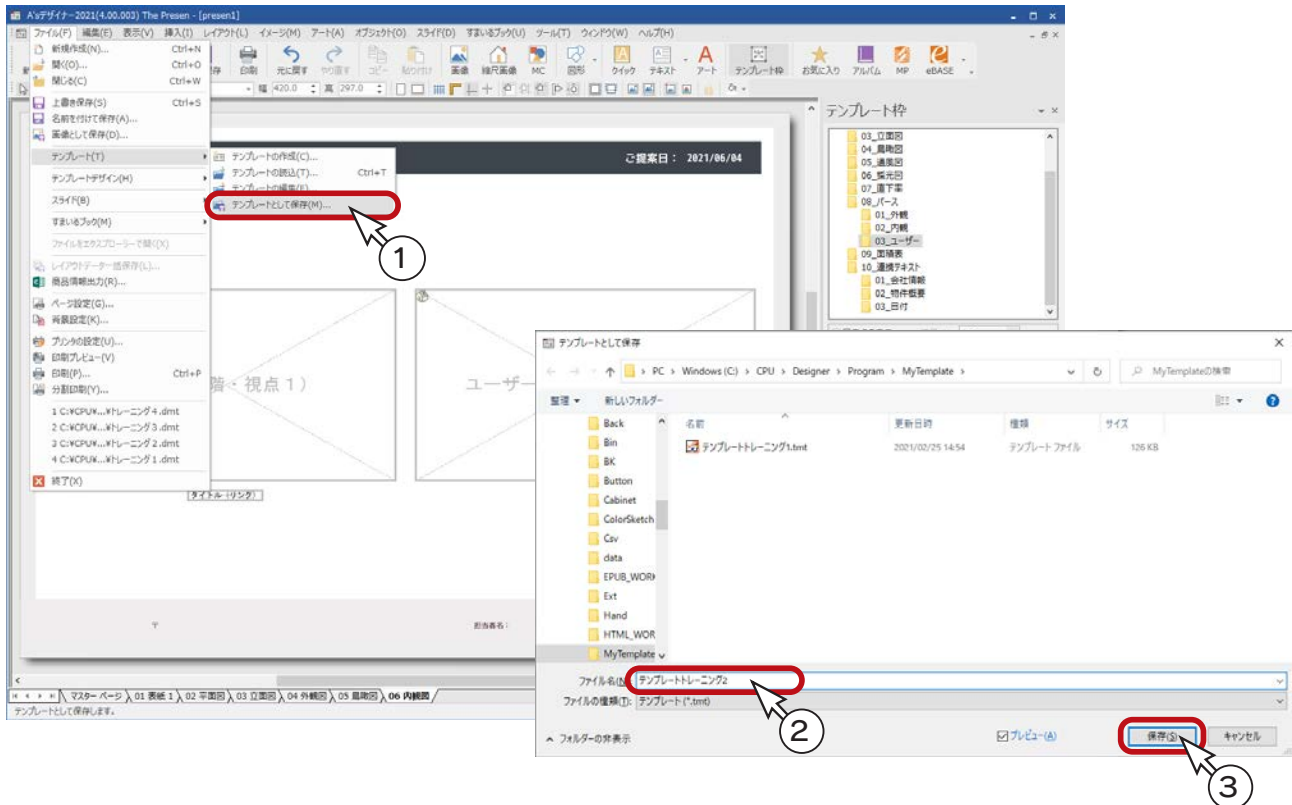 A'sデザイナー2021(4.00.003) The Presen - [presen1]
ファイル(F) 編集(E) 表示(V) 挿入(I) レイアウト(L) イメージ(M) アート(A) オブジェクト(O) スライド(D) すまいるブック(U) ツール(T) ウィンドウ(W) ヘルプ(H)
新規作成(N)... Ctrl+N
開く(O)... Ctrl+O
閉じる(C) Ctrl+W
上書き保存(S) Ctrl+S
名前を付けて保存(A)...
画像として保存(D)...
テンプレート(T)
テンプレートデザイン(H)
スライド(B)
すまいるブック(M)
ファイルをエクスプローラーで開く(X)
レイアウトデーター括保存(L)...
商品情報出力(R)...
ページ設定(G)...
背景設定(K)...
プリンタの設定(U)...
印刷プレビュー(V)
印刷(P)... Ctrl+P
分割印刷(Y)...
1 C:¥CPU¥...¥トレーニング4.dmt
2 C:¥CPU¥...¥トレーニング3.dmt
3 C:¥CPU¥...¥トレーニング2.dmt
4 C:¥CPU¥...¥トレーニング1.dmt
終了(X)
印刷 元に戻す やり直す コピー 貼り付け 画像 縮尺画像 MC 図形 クイック テキスト アート テンプレート枠 お気に入り アルバム MP eBASE
幅 420.0 高 297.0
テンプレートの作成(C)...
テンプレートの読込(T)... Ctrl+T
テンプレートの編集(E)...
テンプレートとして保存(M)...
1
ご提案日： 2021/06/04
階・視点1）
ユーザー
タイトル（リンク）
〒
担当者名：
テンプレート枠
03_立面図
04_鳥瞰図
05_通風図
06_採光図
07_直下率
08_パース
01_外観
02_内観
03_ユーザー
09_面積表
10_連携テキスト
01_会社情報
02_物件概要
03_日付
マスター ページ 01 表紙1 02 平面図 03 立面図 04 外観図 05 鳥瞰図 06 内観図
テンプレートとして保存します。
テンプレートとして保存
PC › Windows (C:) › CPU › Designer › Program › MyTemplate ›
MyTemplateの検索
整理 新しいフォルダー
名前 更新日時 種類 サイズ
テンプレートトレーニング1.tmt 2021/02/25 14:54 テンプレート ファイル 126 KB
Back
Bin
BK
Button
Cabinet
ColorSketch
Csv
data
EPUB_WORK
Ext
Hand
HTML_WOR
MyTemplate
ファイル名(N): テンプレートトレーニング2
ファイルの種類(T): テンプレート (*.tmt)
2
フォルダーの非表示
プレビュー(A)
保存(S)
キャンセル
3